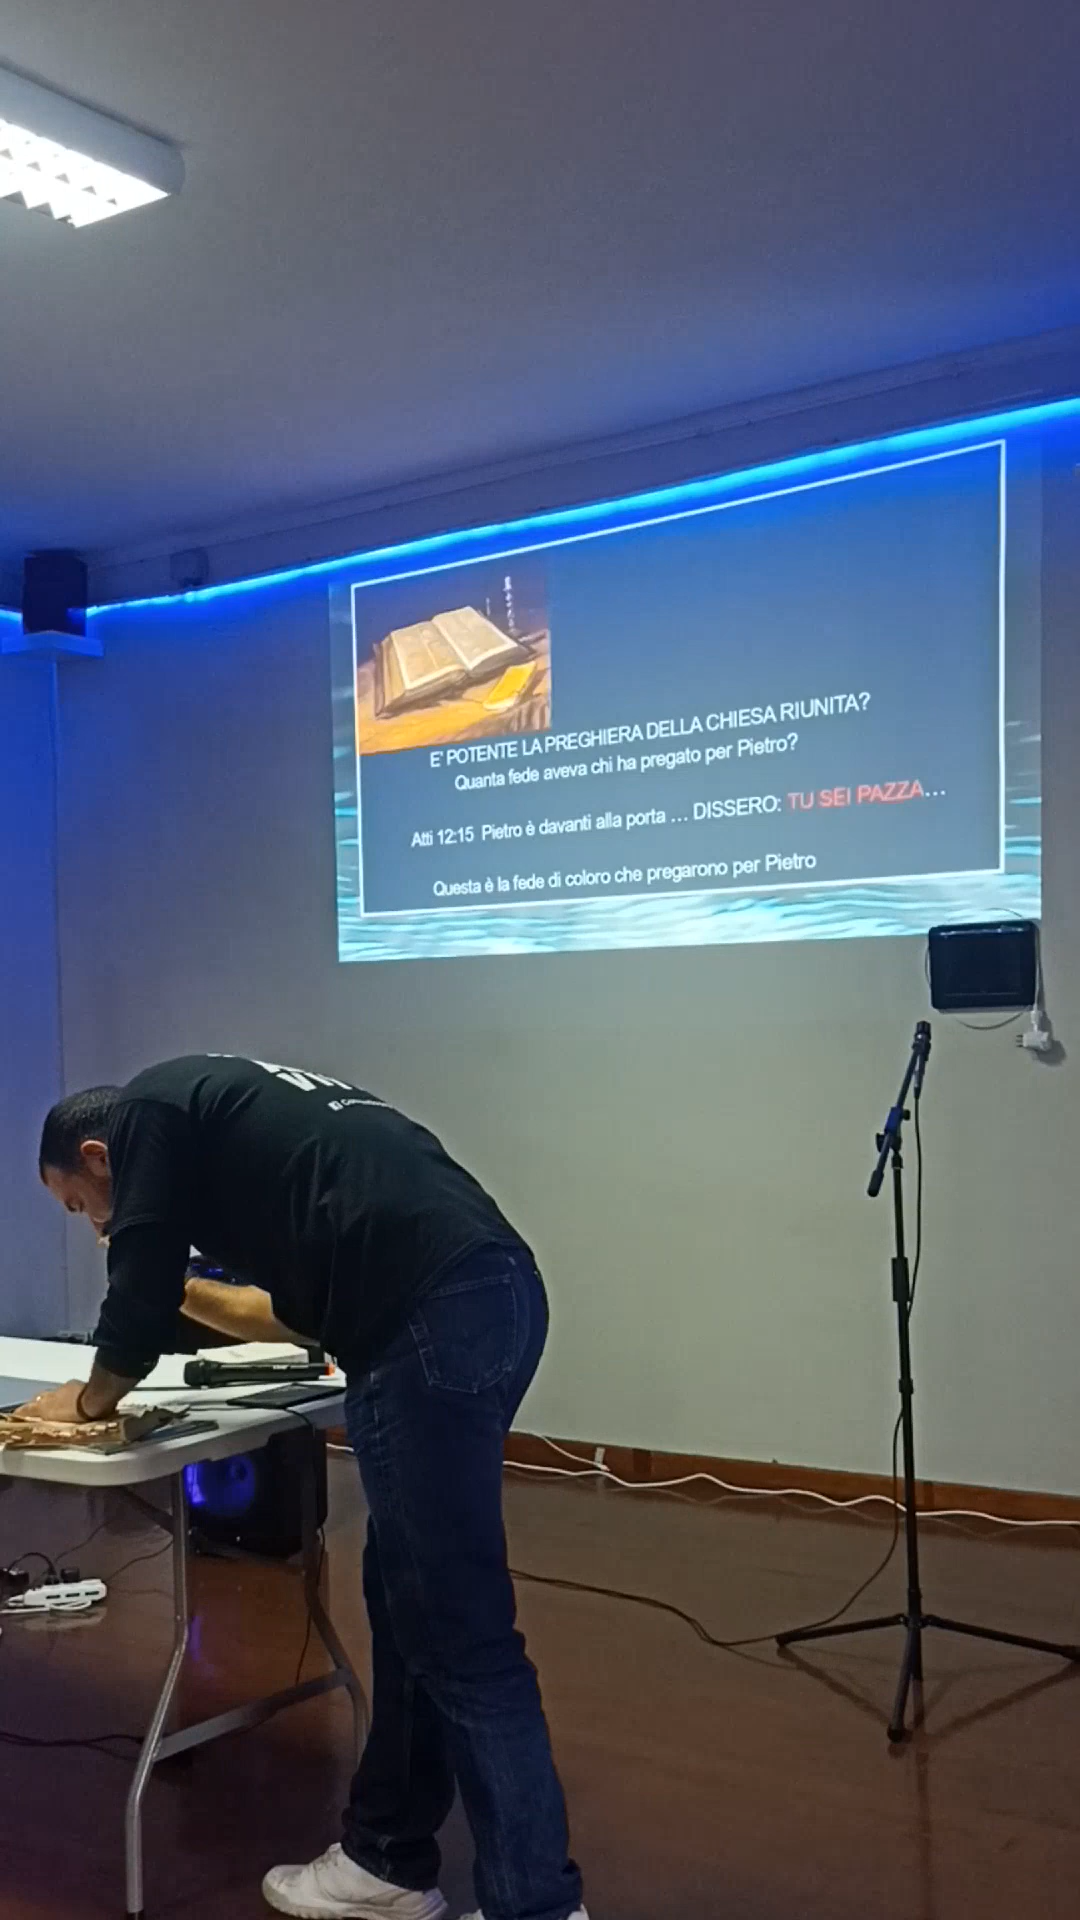 E' POTENTE LA PREGHIERA DELLA CHIESA RIUNITA?
Quanta fede aveva chi ha pregato per Pietro?
Atti 12:15 Pietro è davanti alla porta ... DISSERO: TU SEI PAZZA...
Questa è la fede di coloro che pregarono per Pietro